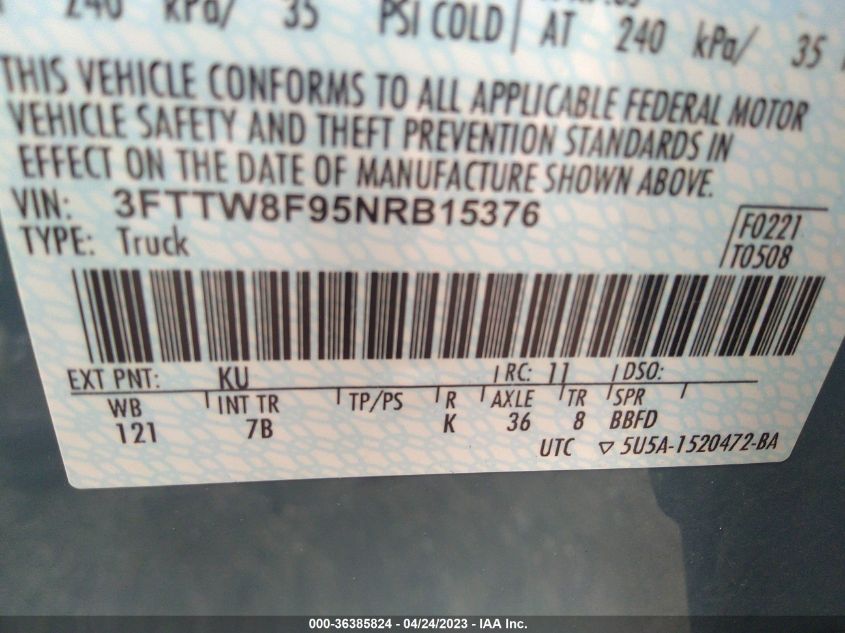 240 kPa/ 35 PSI COLD AT 240 kPa/ 35
THIS VEHICLE CONFORMS TO ALL APPLICABLE FEDERAL MOTOR
VEHICLE SAFETY AND THEFT PREVENTION STANDARDS IN
EFFECT ON THE DATE OF MANUFACTURE SHOWN ABOVE.
VIN: 3FTTW8F95NRB15376
TYPE: Truck
F0221
T0508
EXT PNT: KU RC: 11 DSO:
WB INT TR TP/PS R AXLE TR SPR
121 7B K 36 8 BBFD
UTC ▽ 5U5A-1520472-BA
000-36385824 - 04/24/2023 - IAA Inc.